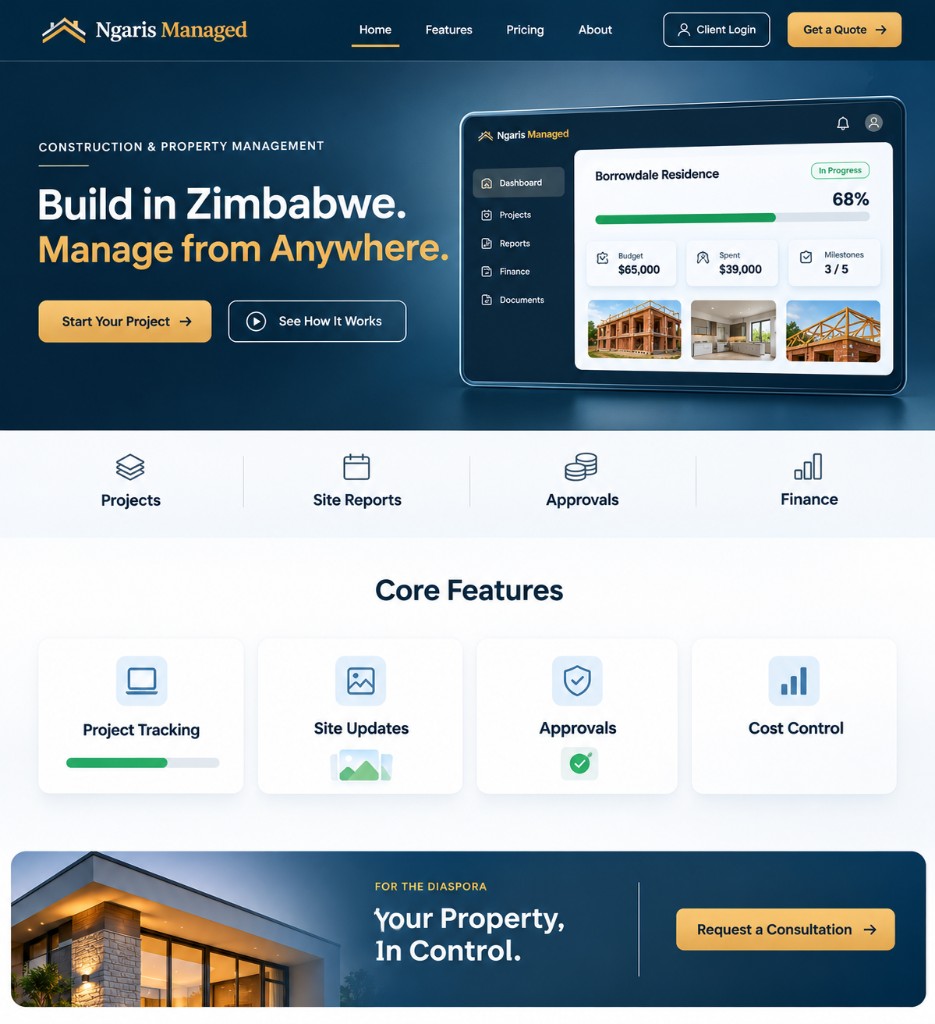 Ngaris Managed
Home
Features
Pricing
About
Client Login
Get a Quote
CONSTRUCTION & PROPERTY MANAGEMENT
Build in Zimbabwe.
Manage from Anywhere.
Start Your Project
See How It Works
Ngaris Managed
Dashboard
Projects
Reports
Finance
Documents
Borrowdale Residence
In Progress
68%
Budget
$65,000
Spent
$39,000
Milestones
3 / 5
Projects
Site Reports
Approvals
Finance
Core Features
Project Tracking
Site Updates
Approvals
Cost Control
FOR THE DIASPORA
Your Property,
In Control.
Request a Consultation